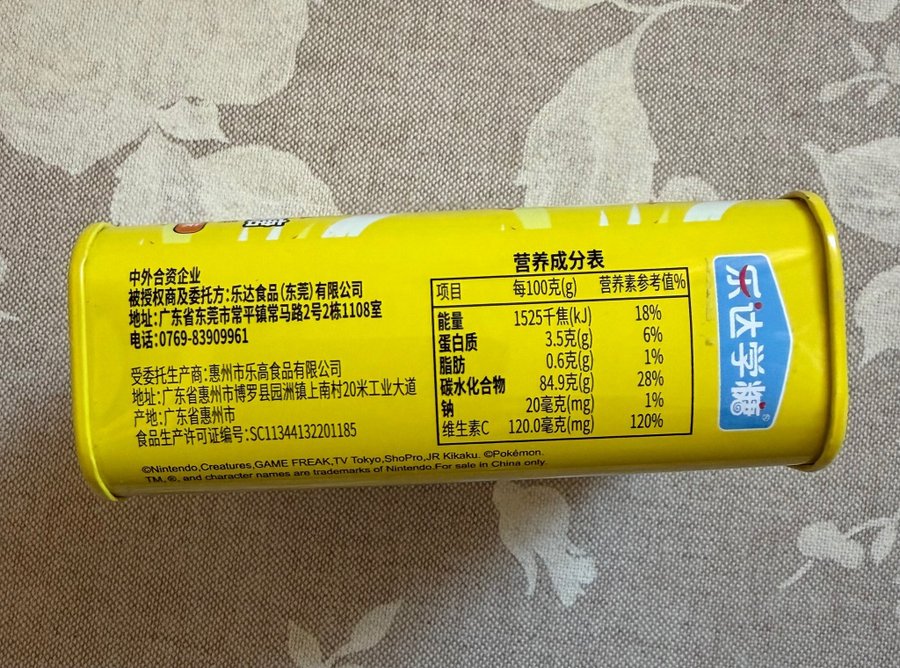 中外合资企业
被授权商及委托方:乐达食品(东莞)有限公司
地址:广东省东莞市常平镇常马路2号2栋1108室
电话:0769-83909961
受委托生产商:惠州市乐高食品有限公司
地址:广东省惠州市博罗县园洲镇上南村20米工业大道
产地:广东省惠州市
食品生产许可证编号:SC11344132201185
©Nintendo,Creatures,GAME FREAK,TV Tokyo,ShoPro,JR Kikaku. ©Pokémon.
TM,®, and character names are trademarks of Nintendo.For sale in China only.
营养成分表
项目 每100克(g) 营养素参考值%
能量 1525千焦(kJ) 18%
蛋白质 3.5克(g) 6%
脂肪 0.6克(g) 1%
碳水化合物 84.9克(g) 28%
钠 20毫克(mg) 1%
维生素C 120.0毫克(mg) 120%
乐达学糖®